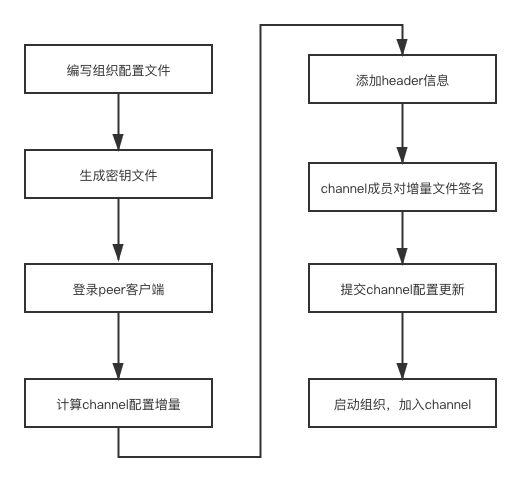 编写组织配置文件
生成密钥文件
登录peer客户端
计算channel配置增量
添加header信息
channel成员对增量文件签名
提交channel配置更新
启动组织，加入channel